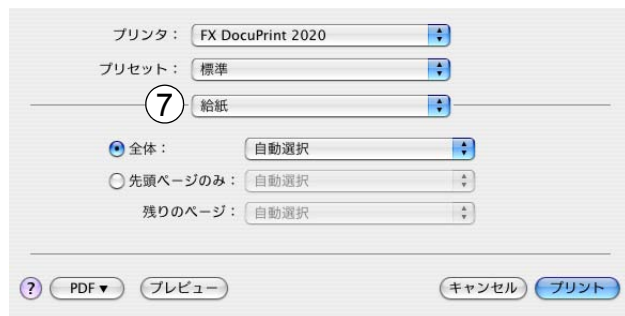 プリンタ： FX DocuPrint 2020
プリセット： 標準
⑦ 給紙
全体： 自動選択
先頭ページのみ： 自動選択
残りのページ： 自動選択
? PDF▼ プレビュー キャンセル プリント